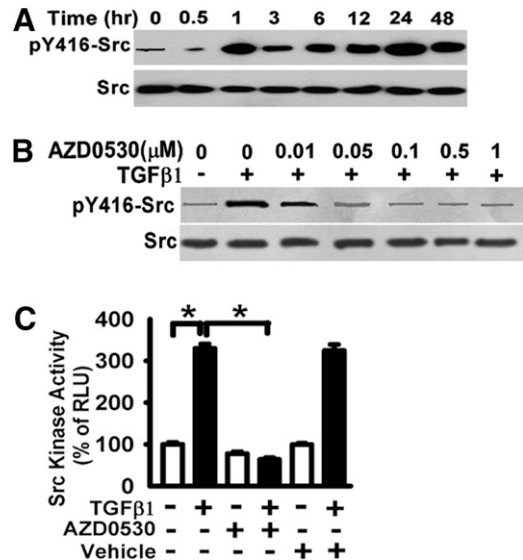 A
Time (hr) 0 0.5 1 3 6 12 24 48
pY416-Src
Src
B
AZD0530(μM) 0 0 0.01 0.05 0.1 0.5 1
TGFβ1 - + + + + + +
pY416-Src
Src
C
Src Kinase Activity
(% of RLU)
400
300
200
100
0
* *
TGFβ1 - + - + - +
AZD0530 - - + + - -
Vehicle - - - - + +